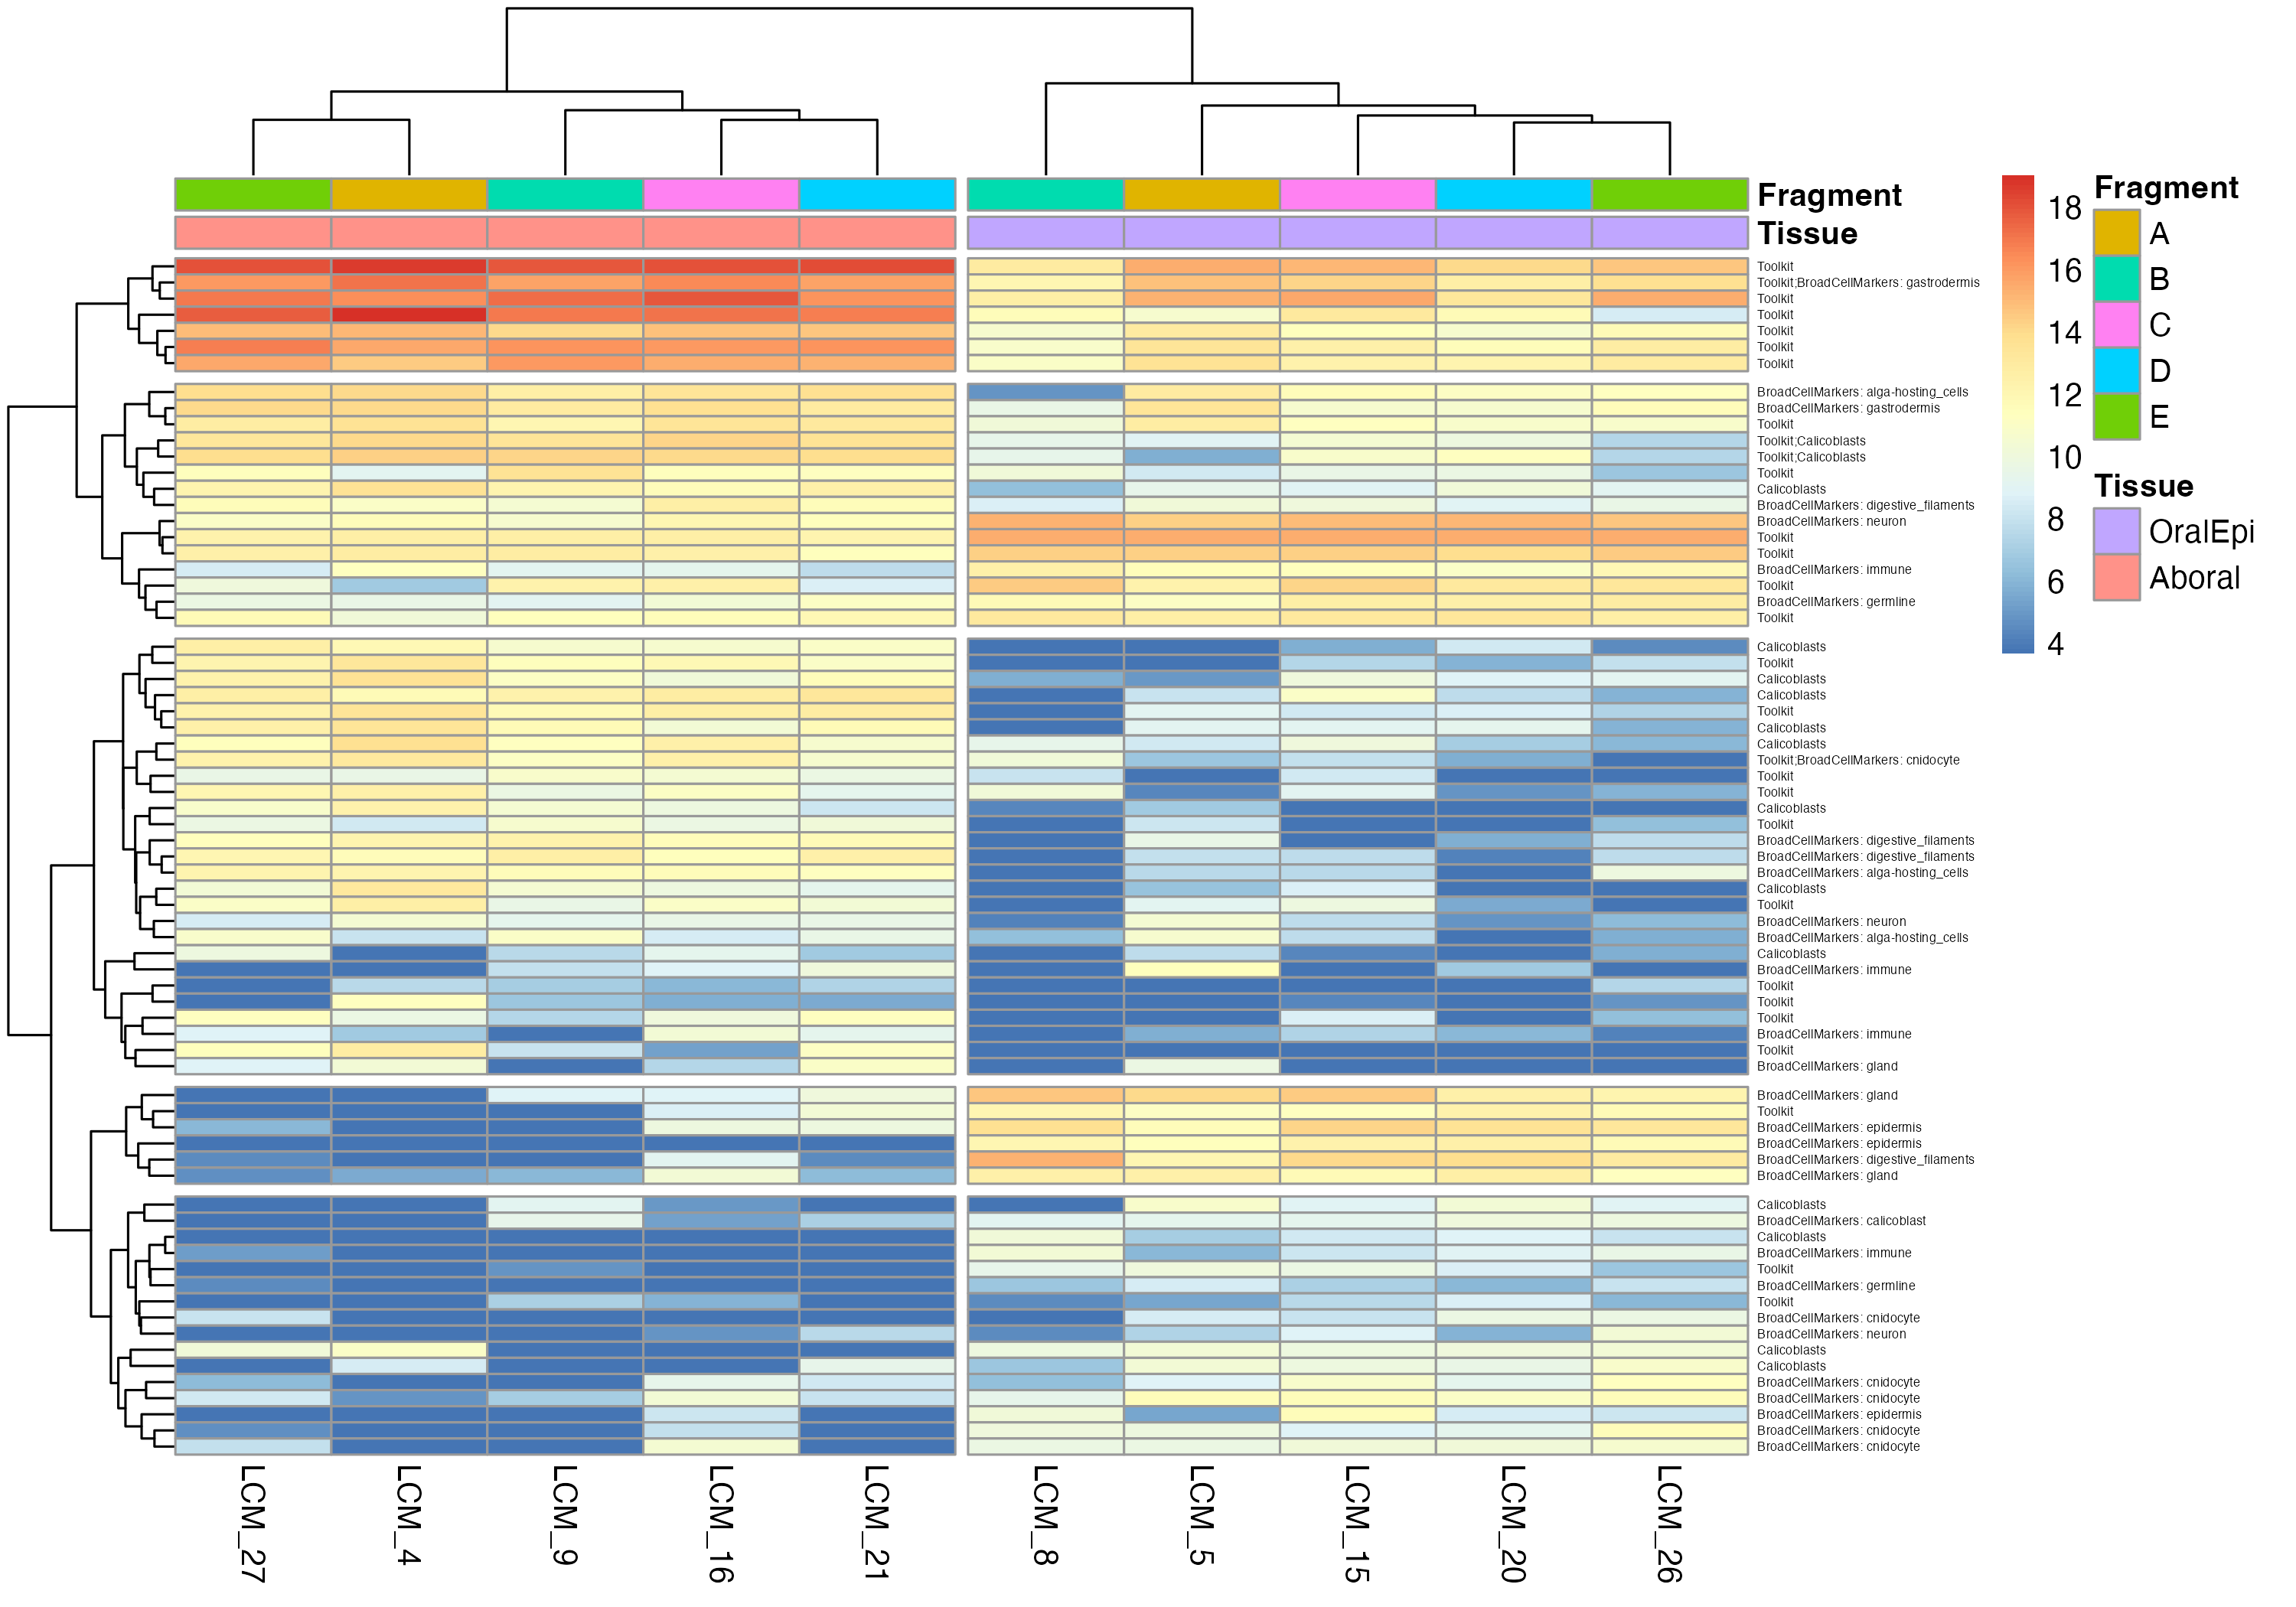 Fragment
Tissue
Toolkit
Toolkit;BroadCellMarkers: gastrodermis
Toolkit
Toolkit
Toolkit
Toolkit
Toolkit
BroadCellMarkers: alga-hosting_cells
BroadCellMarkers: gastrodermis
Toolkit
Toolkit;Calicoblasts
Toolkit;Calicoblasts
Toolkit
Calicoblasts
BroadCellMarkers: digestive_filaments
BroadCellMarkers: neuron
Toolkit
Toolkit
BroadCellMarkers: immune
Toolkit
BroadCellMarkers: germline
Toolkit
Calicoblasts
Toolkit
Calicoblasts
Calicoblasts
Toolkit
Calicoblasts
Calicoblasts
Toolkit;BroadCellMarkers: cnidocyte
Toolkit
Toolkit
Calicoblasts
Toolkit
BroadCellMarkers: digestive_filaments
BroadCellMarkers: digestive_filaments
BroadCellMarkers: alga-hosting_cells
Calicoblasts
Toolkit
BroadCellMarkers: neuron
BroadCellMarkers: alga-hosting_cells
Calicoblasts
BroadCellMarkers: immune
Toolkit
Toolkit
Toolkit
BroadCellMarkers: immune
Toolkit
BroadCellMarkers: gland
BroadCellMarkers: gland
Toolkit
BroadCellMarkers: epidermis
BroadCellMarkers: epidermis
BroadCellMarkers: digestive_filaments
BroadCellMarkers: gland
Calicoblasts
BroadCellMarkers: calicoblast
Calicoblasts
BroadCellMarkers: immune
Toolkit
BroadCellMarkers: germline
Toolkit
BroadCellMarkers: cnidocyte
BroadCellMarkers: neuron
Calicoblasts
Calicoblasts
BroadCellMarkers: cnidocyte
BroadCellMarkers: cnidocyte
BroadCellMarkers: epidermis
BroadCellMarkers: cnidocyte
BroadCellMarkers: cnidocyte
LCM_27
LCM_4
LCM_9
LCM_16
LCM_21
LCM_8
LCM_5
LCM_15
LCM_20
LCM_26
18
16
14
12
10
8
6
4
Fragment
A
B
C
D
E
Tissue
OralEpi
Aboral